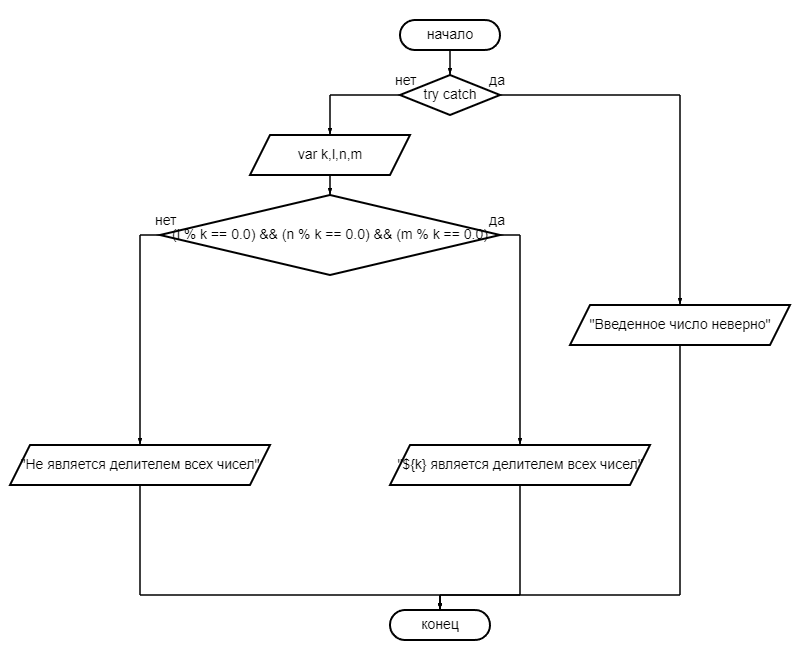 начало
нет
да
try catch
var k,l,n,m
нет
да
(l % k == 0.0) && (n % k == 0.0) && (m % k == 0.0)
"Введенное число неверно"
"Не является делителем всех чисел"
"${k} является делителем всех чисел"
конец